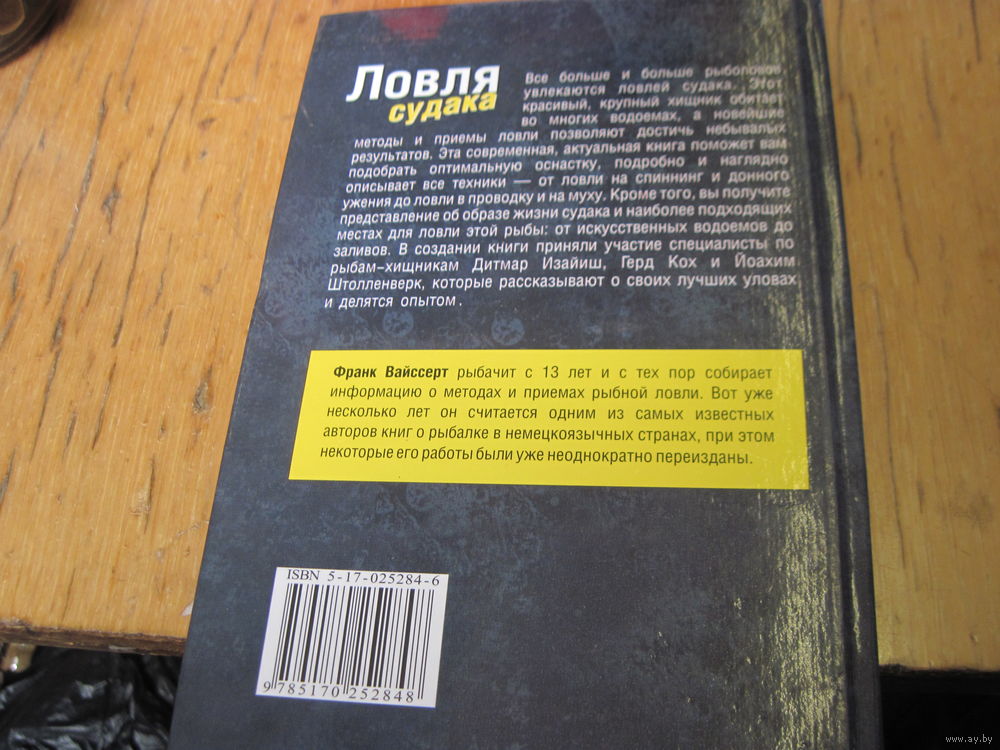 Ловля
судака
Все больше и больше рыболовов
увлекаются ловлей судака. Этот
красивый, крупный хищник обитает
во многих водоемах, а новейшие
методы и приемы ловли позволяют достичь небывалых
результатов. Эта современная, актуальная книга поможет вам
подобрать оптимальную оснастку, подробно и наглядно
описывает все техники — от ловли на спиннинг и донного
ужения до ловли в проводку и на муху. Кроме того, вы получите
представление об образе жизни судака и наиболее подходящих
местах для ловли этой рыбы: от искусственных водоемов до
заливов. В создании книги приняли участие специалисты по
рыбам-хищникам Дитмар Изайиш, Герд Кох и Йоахим
Штолленверк, которые рассказывают о своих лучших уловах
и делятся опытом.
Франк Вайссерт рыбачит с 13 лет и с тех пор собирает
информацию о методах и приемах рыбной ловли. Вот уже
несколько лет он считается одним из самых известных
авторов книг о рыбалке в немецкоязычных странах, при этом
некоторые его работы были уже неоднократно переизданы.
ISBN 5-17-025284-6
9 785170 252848
www.ay.by